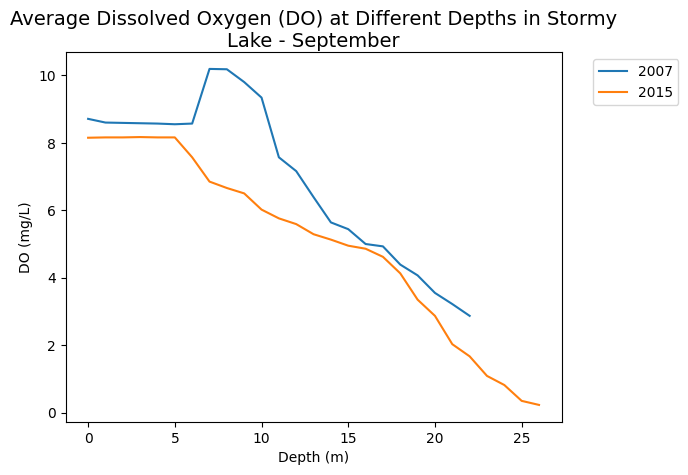 Average Dissolved Oxygen (DO) at Different Depths in Stormy
Lake - September
2007
2015
DO (mg/L)
10
8
6
4
2
0
0 5 10 15 20 25
Depth (m)